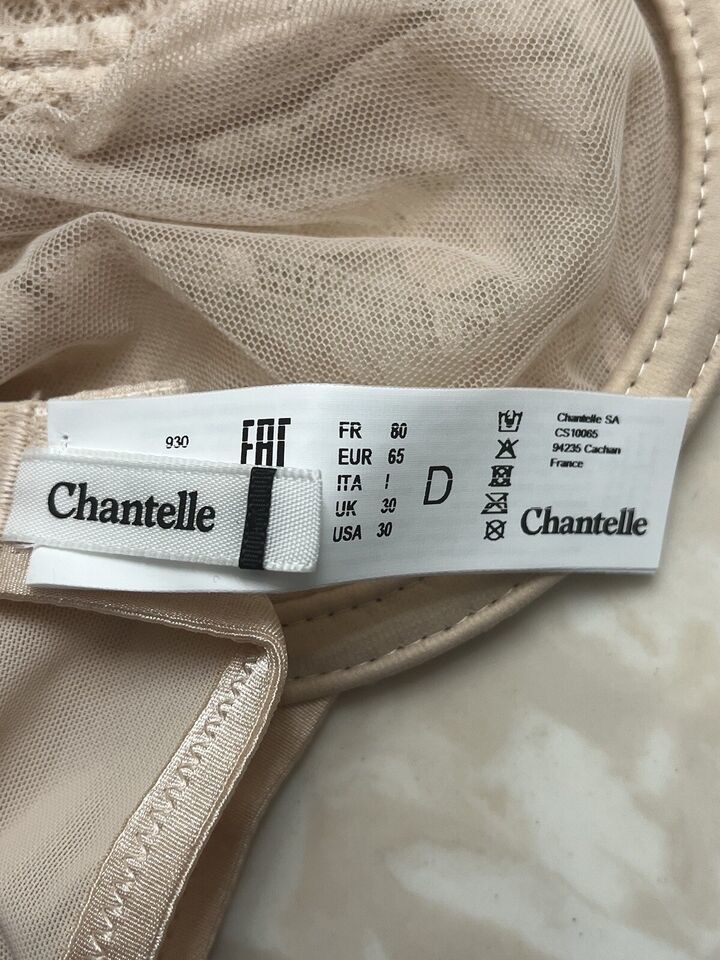 930
EAC
FR 80
EUR 65
ITA I
UK 30
USA 30
D
Chantelle SA
CS10065
94235 Cachan
France
Chantelle
Chantelle